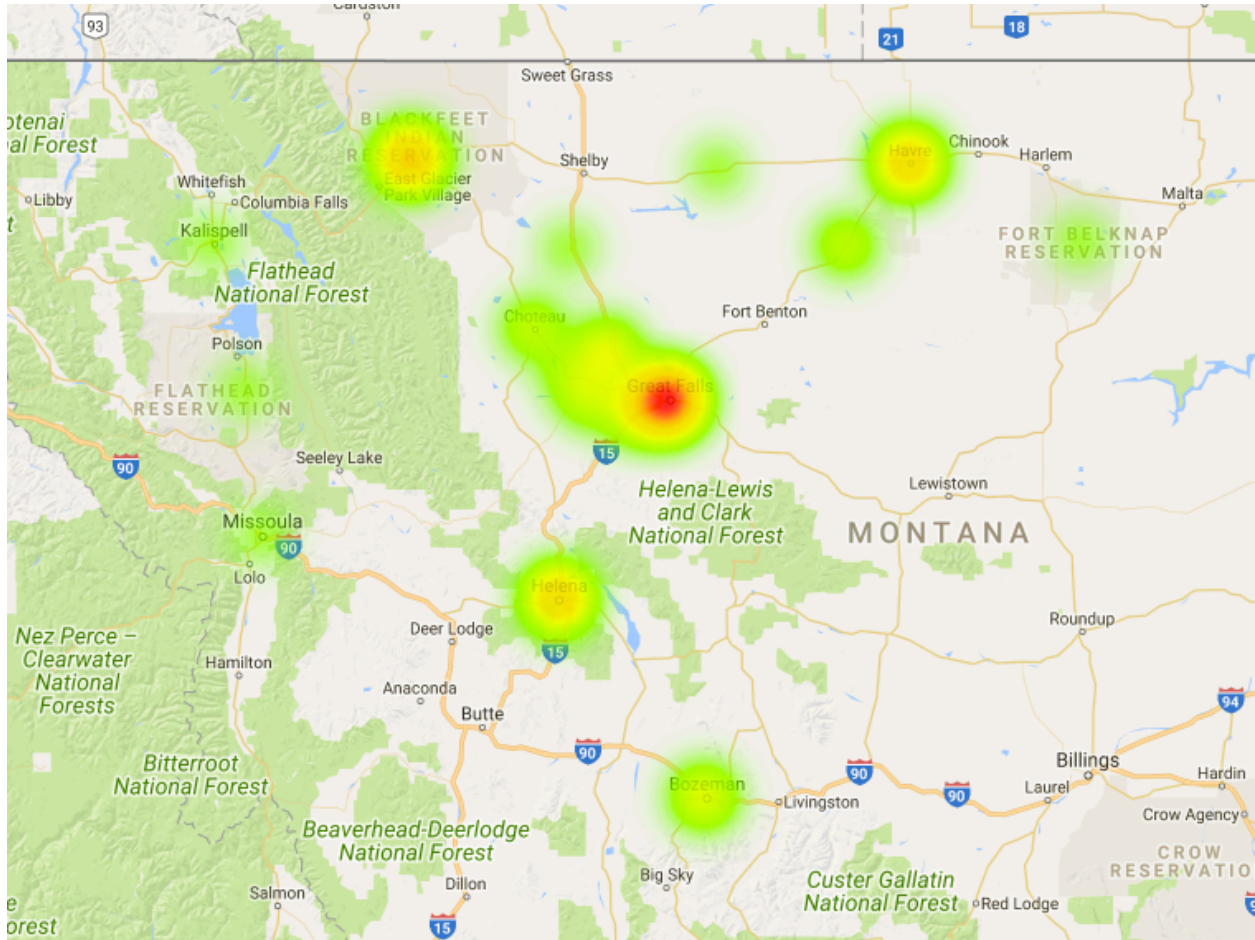 Cardston
93
21
18
Sweet Grass
otenai
al Forest
BLACKFEET
INDIAN
RESERVATION
Havre
Chinook
Harlem
Shelby
Whitefish
East Glacier
Park Village
Libby
Columbia Falls
Malta
t
Kalispell
FORT BELKNAP
RESERVATION
Flathead
National Forest
Choteau
Fort Benton
Polson
Great Falls
FLATHEAD
RESERVATION
15
90
Seeley Lake
Lewistown
Helena-Lewis
and Clark
National Forest
Missoula
MONTANA
90
Lolo
Helena
Nez Perce –
Clearwater
National
Forests
Deer Lodge
15
Roundup
Hamilton
Anaconda
Butte
94
90
Bitterroot
National Forest
Billings
90
Hardin
Bozeman
Livingston
90
Laurel
Crow Agency
Beaverhead-Deerlodge
National Forest
CROW
RESERVATIO
Big Sky
Custer Gallatin
National Forest
Dillon
Salmon
Red Lodge
e
orest
15